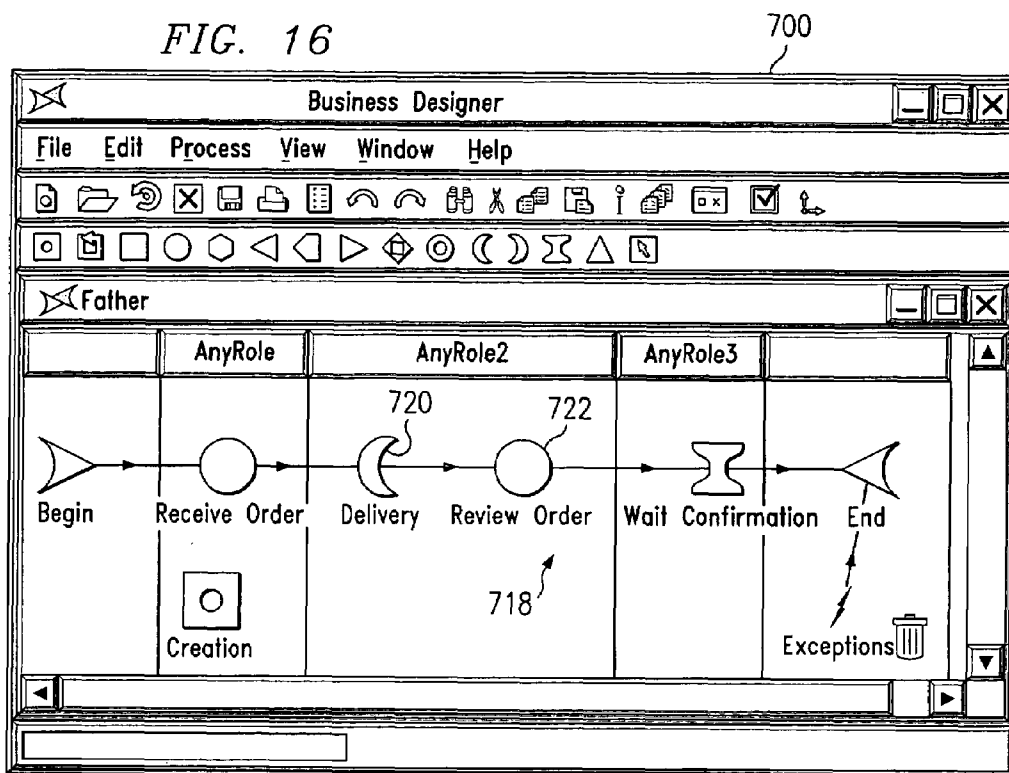 FIG. 16
700
Business Designer
File Edit Process View Window Help
Father
AnyRole AnyRole2 AnyRole3
720 722
Begin Receive Order Delivery Review Order Wait Confirmation End
718
Creation Exceptions